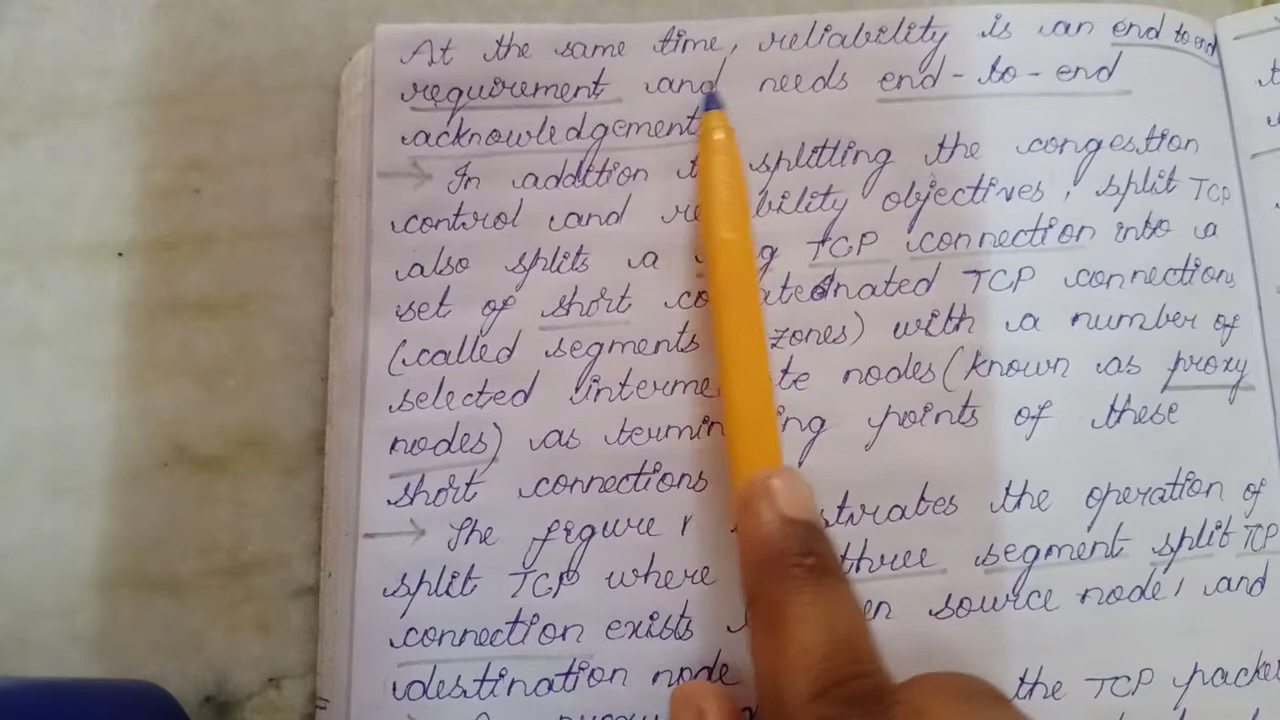 At the same time, reliability is an end to end
requirement and needs end-to-end
acknowledgement
→ In addition splitting the congestion
control and objectives, split TCP
also splits a TCP connection into a
set of short TCP connections
(called segments zones) with a number of
selected nodes (known as proxy
nodes) as points of these
short connections
→ The figure the operation of
split TCP where three segment split TCP
connection exists source node, and
destination node the TCP